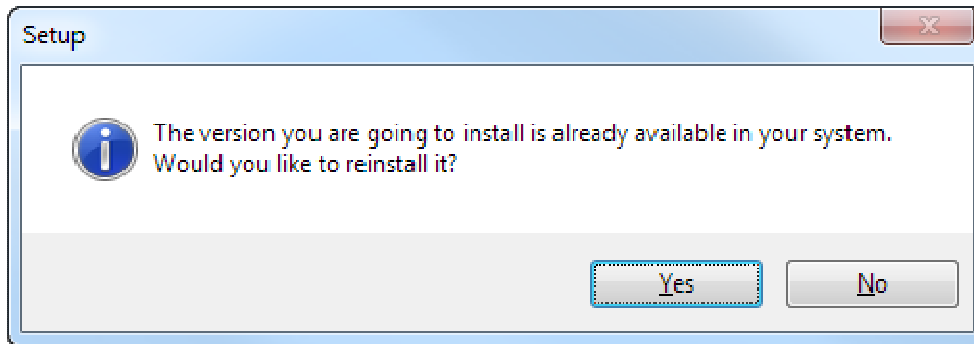 Setup
The version you are going to install is already available in your system.
Would you like to reinstall it?
Yes
No